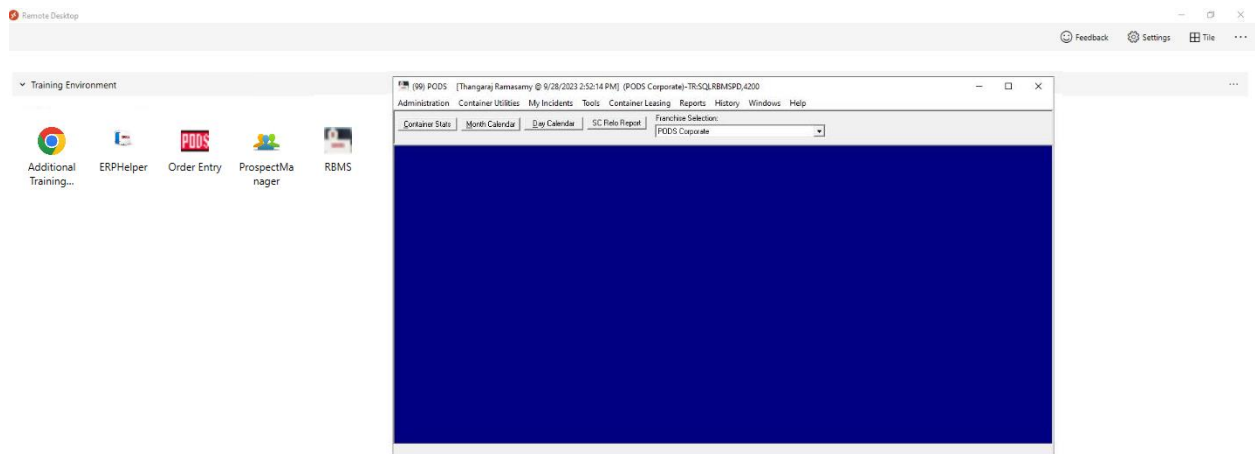 Remote Desktop
Feedback Settings Tile ...
Training Environment ...
(99) PODS [Thangaraj Ramasamy @ 9/28/2023 2:52:14 PM] (PODS Corporate)-TR:SQLRBMSPD,4200
Administration Container Utilities My Incidents Tools Container Leasing Reports History Windows Help
Container Stats Month Calendar Day Calendar SC Relo Report Franchise Selection:
PODS Corporate
PODS
Additional Training... ERPHelper Order Entry ProspectMa nager RBMS